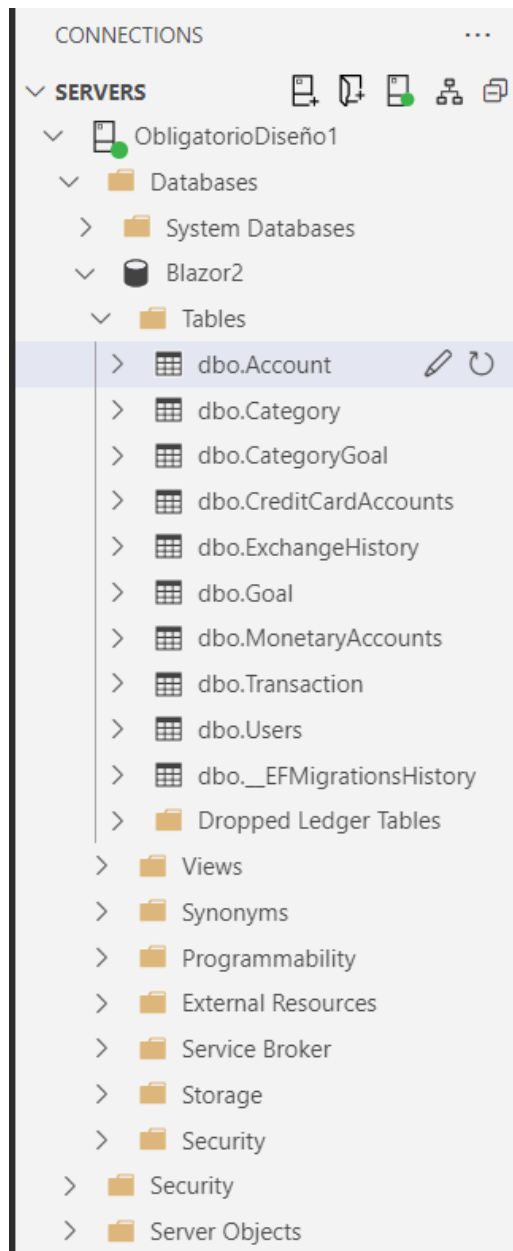 CONNECTIONS
SERVERS
ObligatorioDiseño1
Databases
System Databases
Blazor2
Tables
dbo.Account
dbo.Category
dbo.CategoryGoal
dbo.CreditCardAccounts
dbo.ExchangeHistory
dbo.Goal
dbo.MonetaryAccounts
dbo.Transaction
dbo.Users
dbo.__EFMigrationsHistory
Dropped Ledger Tables
Views
Synonyms
Programmability
External Resources
Service Broker
Storage
Security
Security
Server Objects